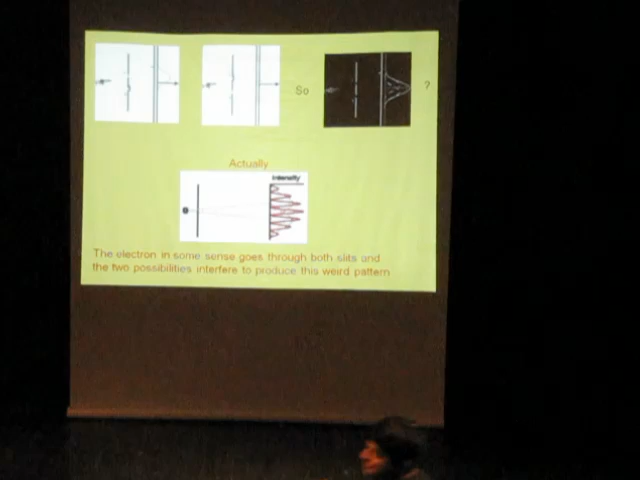 So
?
Actually
Intensity
The electron in some sense goes through both slits and
the two possibilities interfere to produce this weird pattern